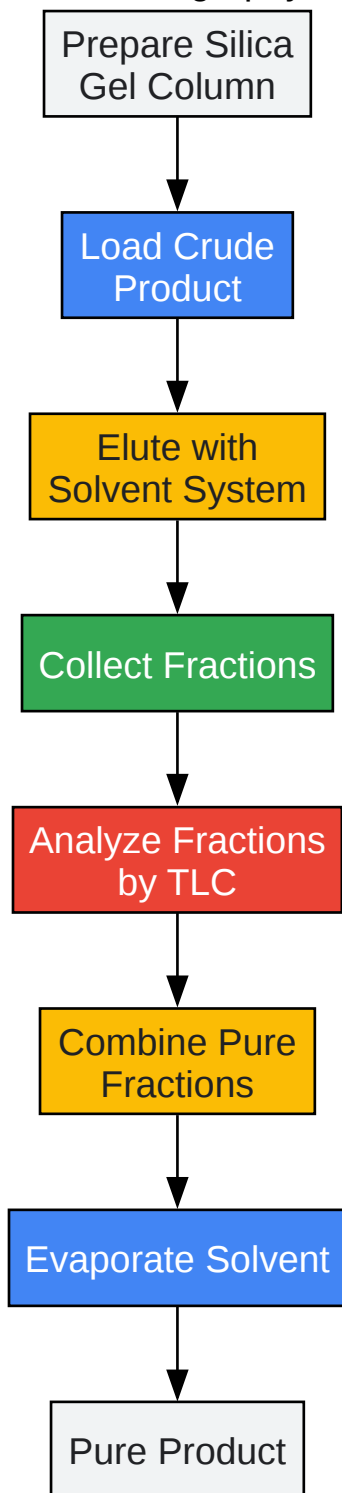 Prepare Silica
Gel Column
Load Crude
Product
Elute with
Solvent System
Collect Fractions
Analyze Fractions
by TLC
Combine Pure
Fractions
Evaporate Solvent
Pure Product